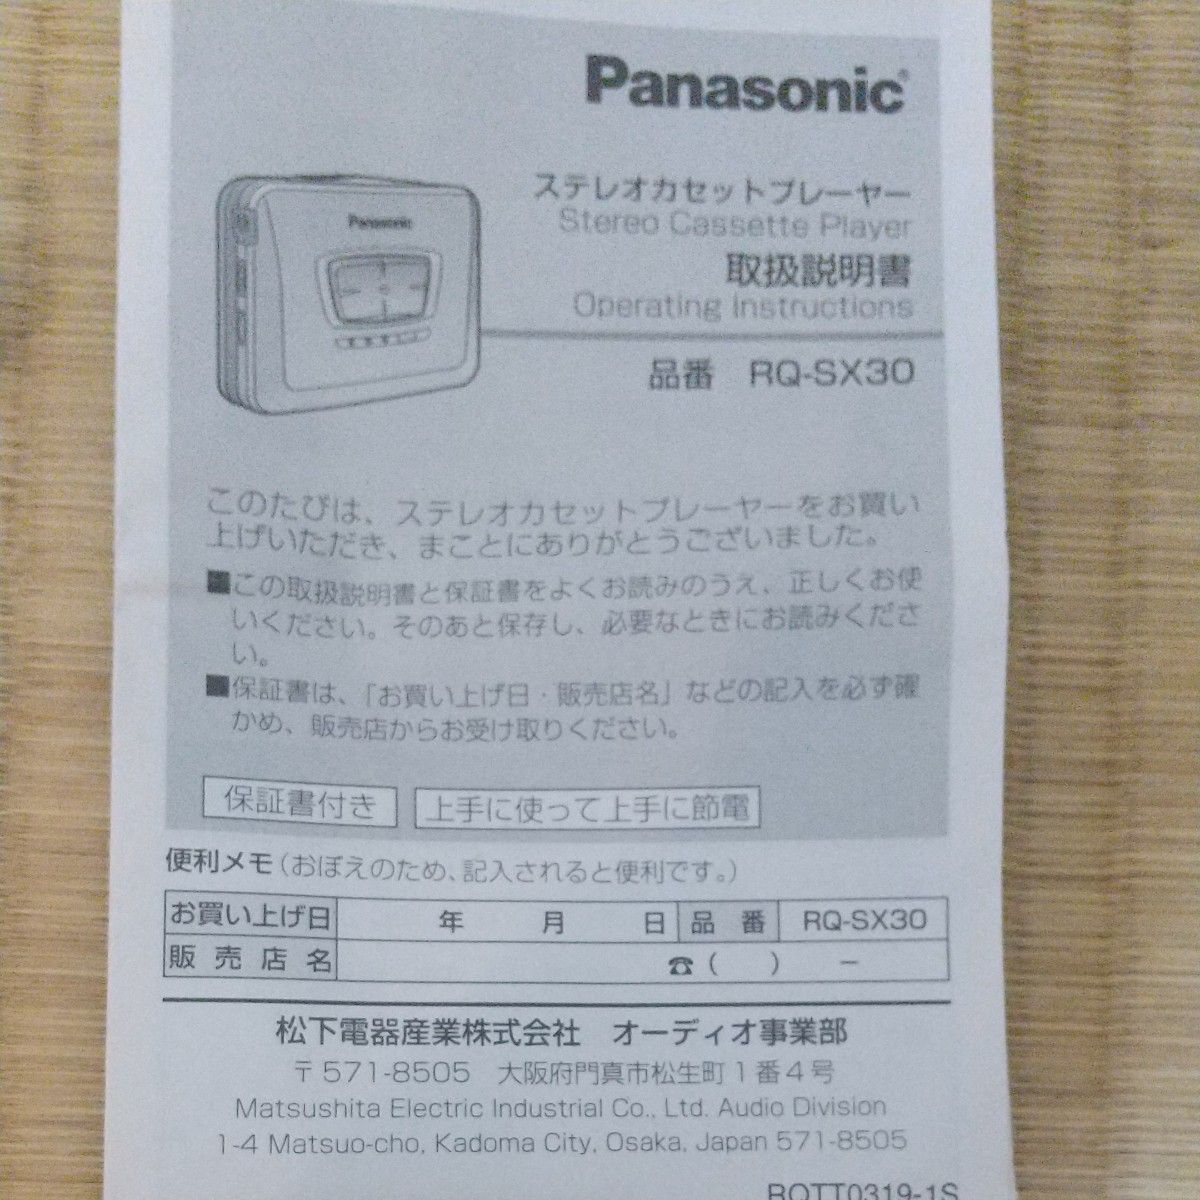 Panasonic®
ステレオカセットプレーヤー
Stereo Cassette Player
取扱説明書
Operating Instructions
品番 RQ-SX30
Panasonic
このたびは、ステレオカセットプレーヤーをお買い
上げいただき、まことにありがとうございました。
■この取扱説明書と保証書をよくお読みのうえ、正しくお使
いください。そのあと保存し、必要なときにお読みくださ
い。
■保証書は、「お買い上げ日・販売店名」などの記入を必ず確
かめ、販売店からお受け取りください。
保証書付き 上手に使って上手に節電
便利メモ(おぼえのため、記入されると便利です。)
お買い上げ日 年 月 日 品番 RQ-SX30
販売店名 ☎( ) −
松下電器産業株式会社 オーディオ事業部
〒571-8505 大阪府門真市松生町1番4号
Matsushita Electric Industrial Co., Ltd. Audio Division
1-4 Matsuo-cho, Kadoma City, Osaka, Japan 571-8505
RQTT0319-1S